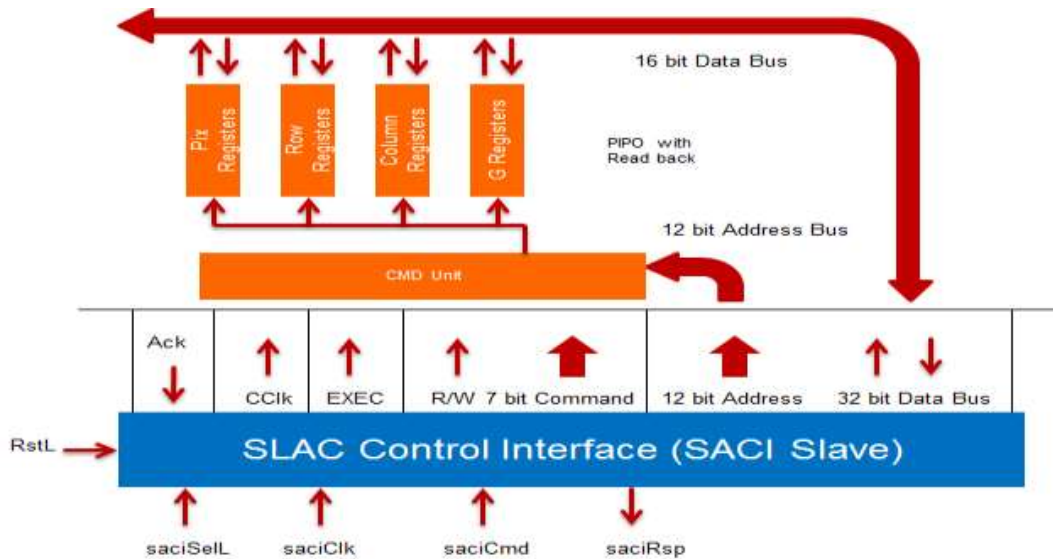 16 bit Data Bus
Pix
Registers
Row
Registers
Column
Registers
G Registers
PIPO with
Read back
12 bit Address Bus
CMD Unit
Ack
CClk
EXEC
R/W 7 bit Command
12 bit Address
32 bit Data Bus
RstL
SLAC Control Interface (SACI Slave)
saciSelL
saciClk
saciCmd
saciRsp